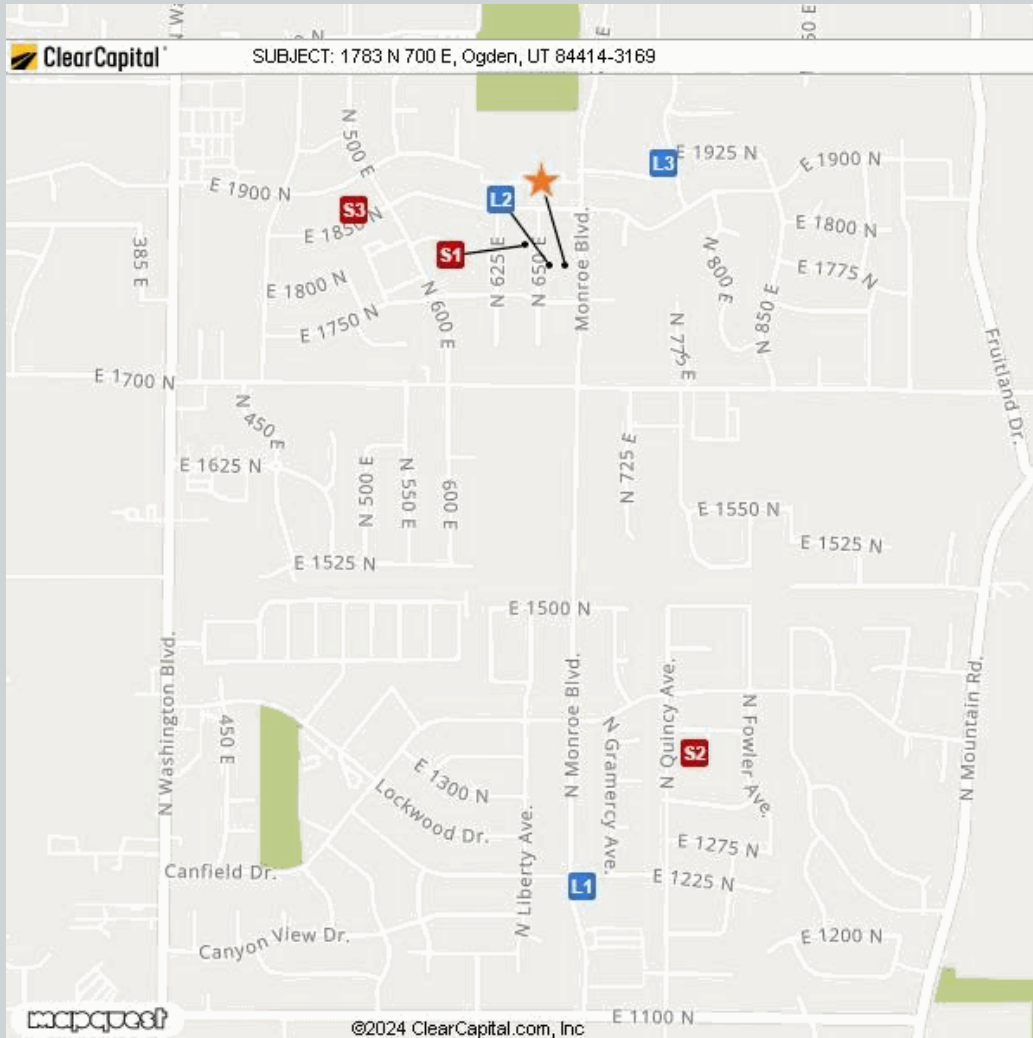 ClearCapital SUBJECT: 1783 N 700 E, Ogden, UT 84414-3169
N 500 E
E 1925 N
E 1900 N
L3
E 1900 N
L2
S3
E 1850 N
E 1800 N
385 E
S1
N 625 E
N 650 E
Monroe Blvd.
N 800 E
E 1775 N
E 1800 N
N 600 E
N 850 E
E 1750 N
N 775 E
Fruitland Dr.
E 1700 N
N 450 E
E 1625 N
N 500 E
N 555 N
600 E
N 725 E
E 1550 N
E 1525 N
E 1525 N
E 1500 N
N Washington Blvd.
N Monroe Blvd.
N Quincy Ave.
N Mountain Rd.
450 E
N Gramercy Ave.
S2
N Fowler Ave.
E 1300 N
Lockwood Dr.
N Liberty Ave.
E 1275 N
Canfield Dr.
L1
E 1225 N
Canyon View Dr.
E 1200 N
mapquest
©2024 ClearCapital.com, Inc
E 1100 N